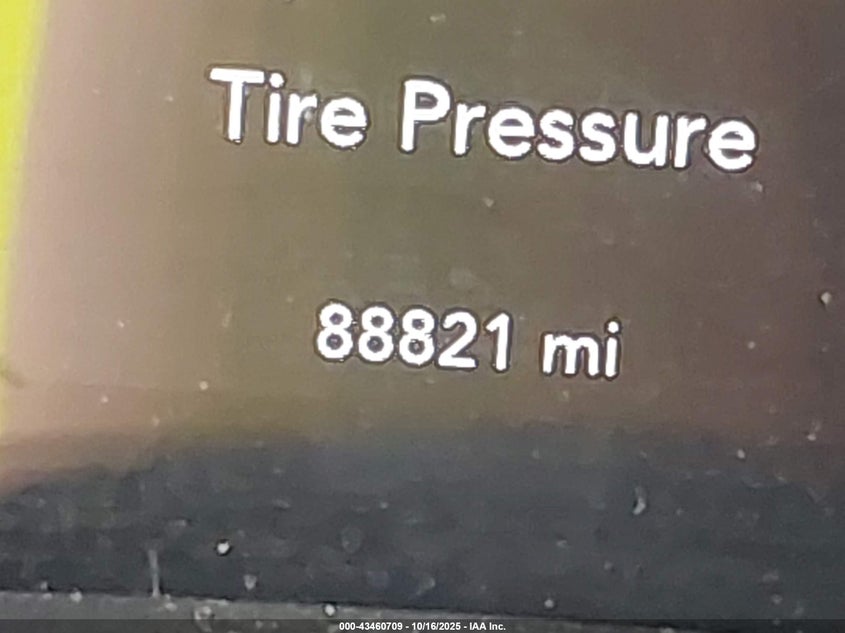 Tire Pressure
88821 mi
000-43460709 - 10/16/2025 - IAA Inc.